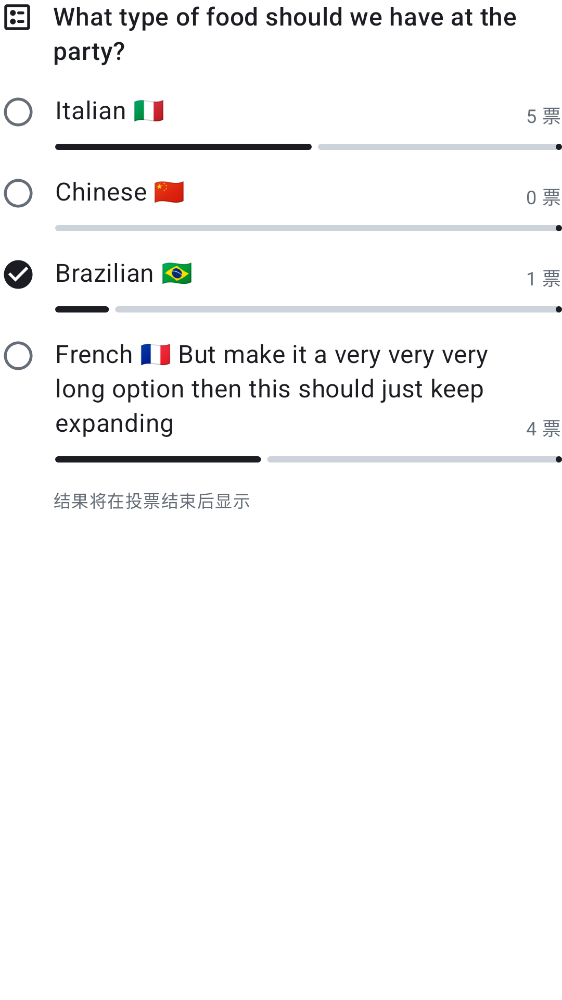 What type of food should we have at the
party?
Italian 🇮🇹
5 票
Chinese 🇨🇳
0 票
Brazilian 🇧🇷
1 票
French 🇫🇷 But make it a very very very
long option then this should just keep
expanding
4 票
结果将在投票结束后显示